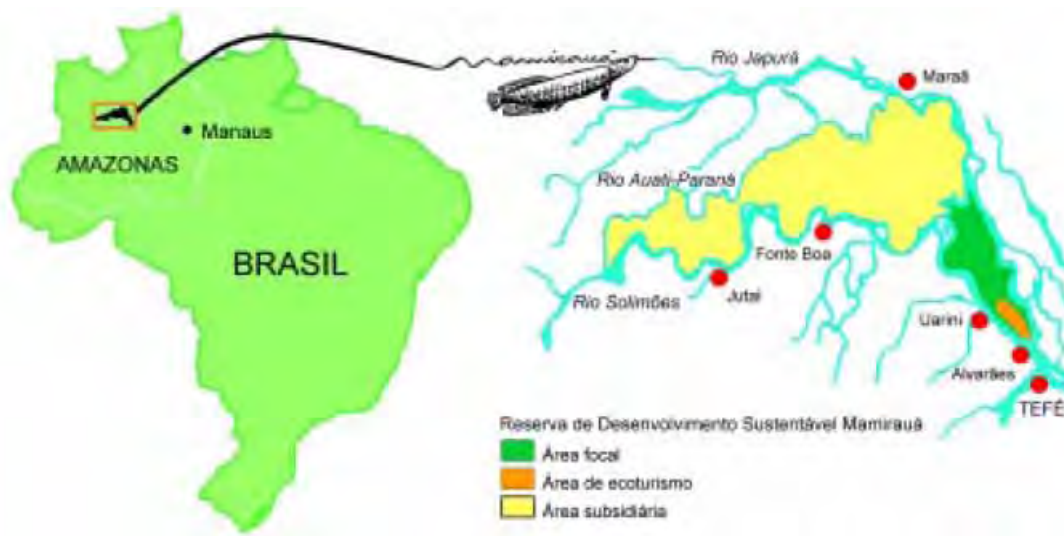 Manaus
AMAZONAS
BRASIL
Rio Japurá
Maraã
Rio Auati-Paraná
Fonte Boa
Jutaí
Rio Solimões
Uarini
Alvarães
TEFÉ
Reserva de Desenvolvimento Sustentável Mamirauá
Área focal
Área de ecoturismo
Área subsidiária